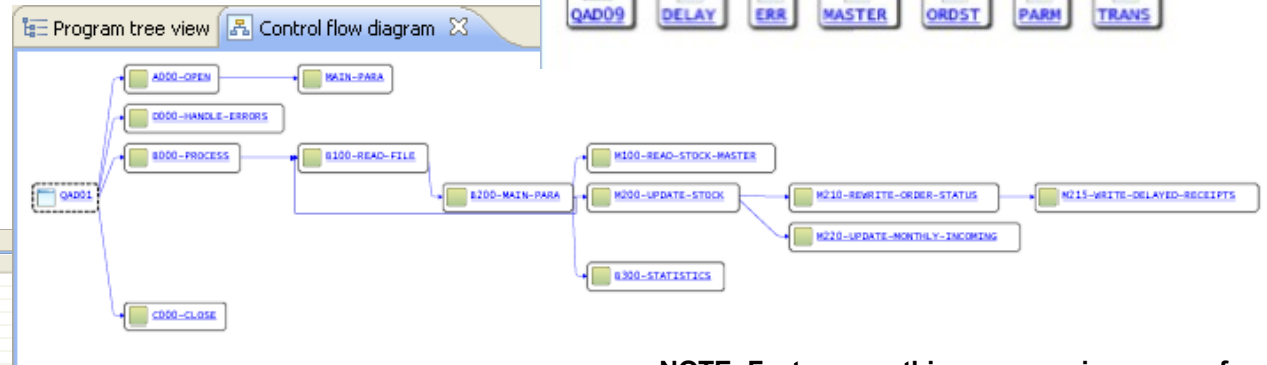 QAD09 DELAY ERR MASTER ORDST PARM TRANS
Program tree view Control flow diagram
A000-OPEN MAIN-PARA
D000-HANDLE-ERRORS
B000-PROCESS B100-READ-FILE M100-READ-STOCK-MASTER
QAD01 B200-MAIN-PARA M200-UPDATE-STOCK M210-REWRITE-ORDER-STATUS M215-WRITE-DELAYED-RECEIPTS
M220-UPDATE-MONTHLY-INCOMING
B300-STATISTICS
C000-CLOSE